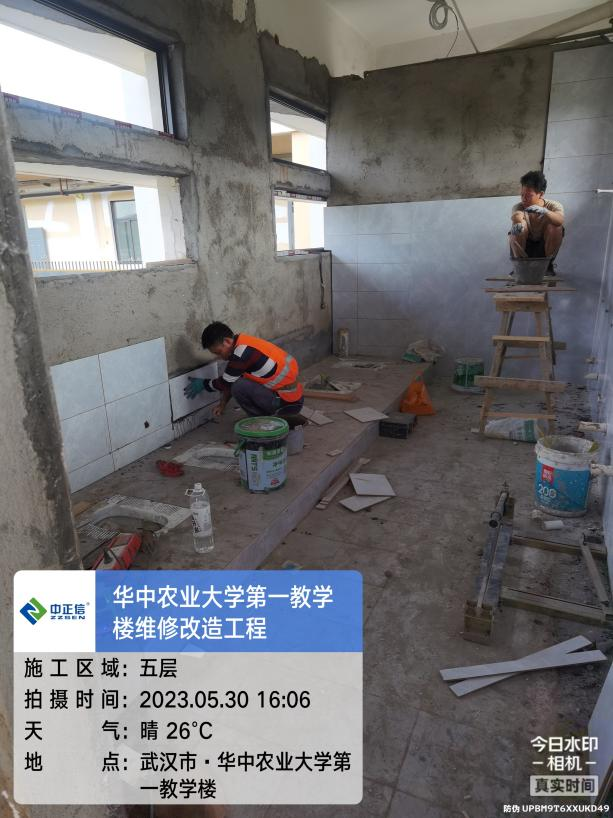 中正信®
ZZSEN
华中农业大学第一教学
楼维修改造工程
施工区域：五层
拍摄时间：2023.05.30 16:06
天气：晴 26℃
地点：武汉市·华中农业大学第
一教学楼
今日水印
相机
真实时间
防伪 UPBM9T6XXUKD49